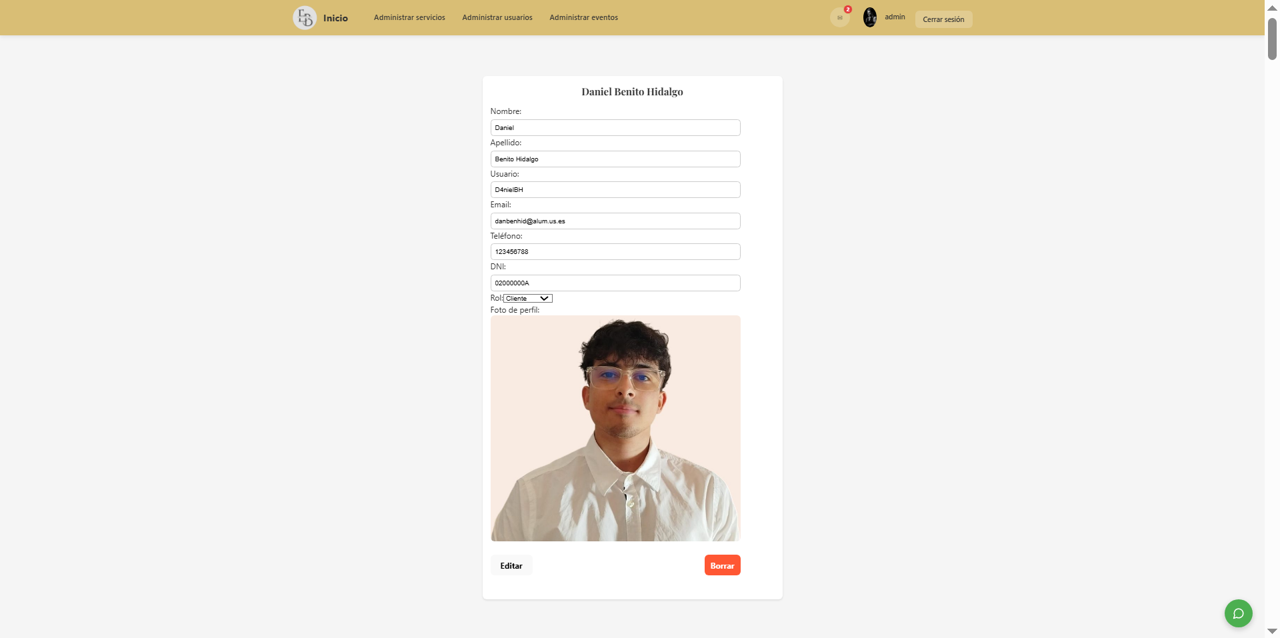 EB
Inicio
Administrar servicios
Administrar usuarios
Administrar eventos
2
admin
Cerrar sesión
Daniel Benito Hidalgo
Nombre:
Daniel
Apellido:
Benito Hidalgo
Usuario:
D4nielBH
Email:
danbenhid@alum.us.es
Teléfono:
123456788
DNI:
02000000A
Rol:
Cliente
Foto de perfil:
Editar
Borrar